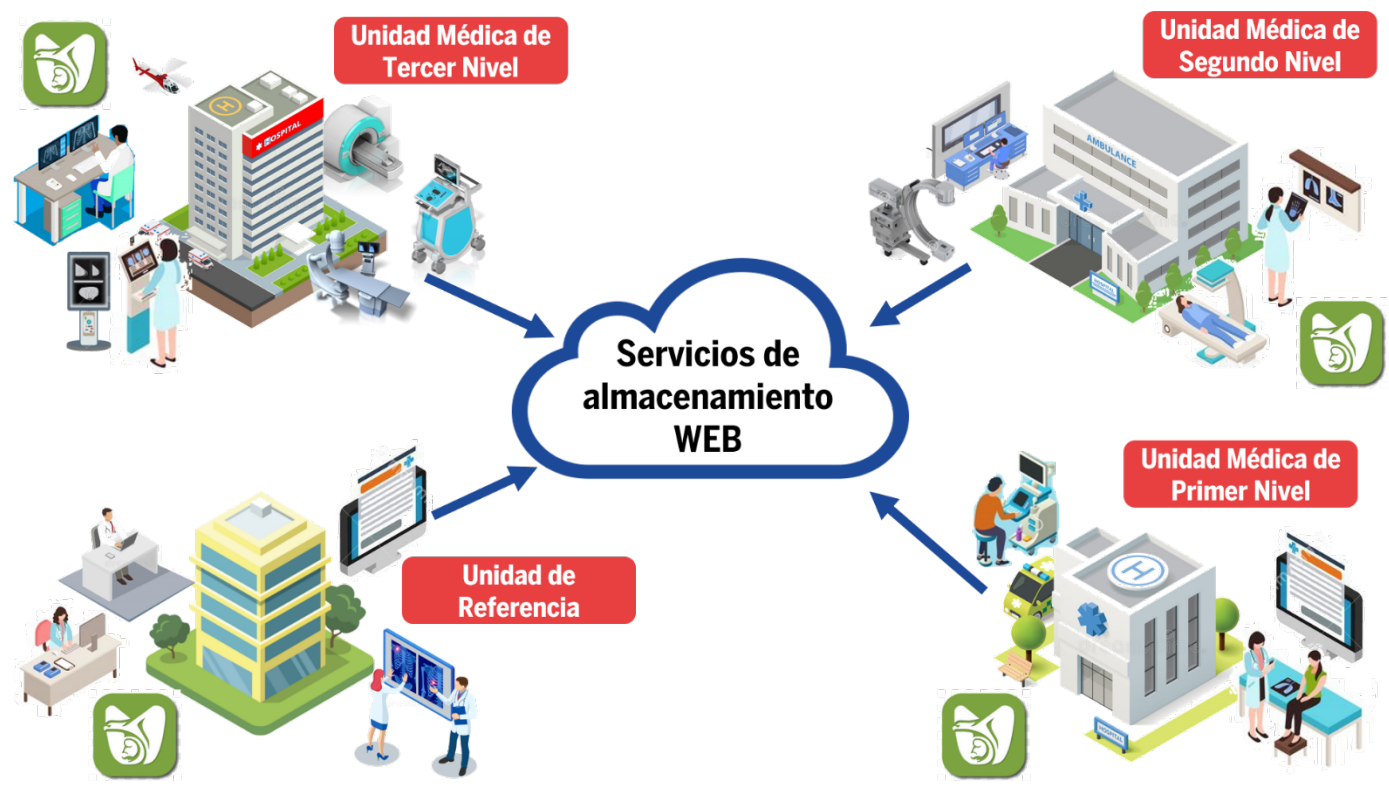 Unidad Médica de
Tercer Nivel
Unidad Médica de
Segundo Nivel
HOSPITAL
AMBULANCE
Servicios de
almacenamiento
WEB
Unidad de
Referencia
Unidad Médica de
Primer Nivel
HOSPITAL